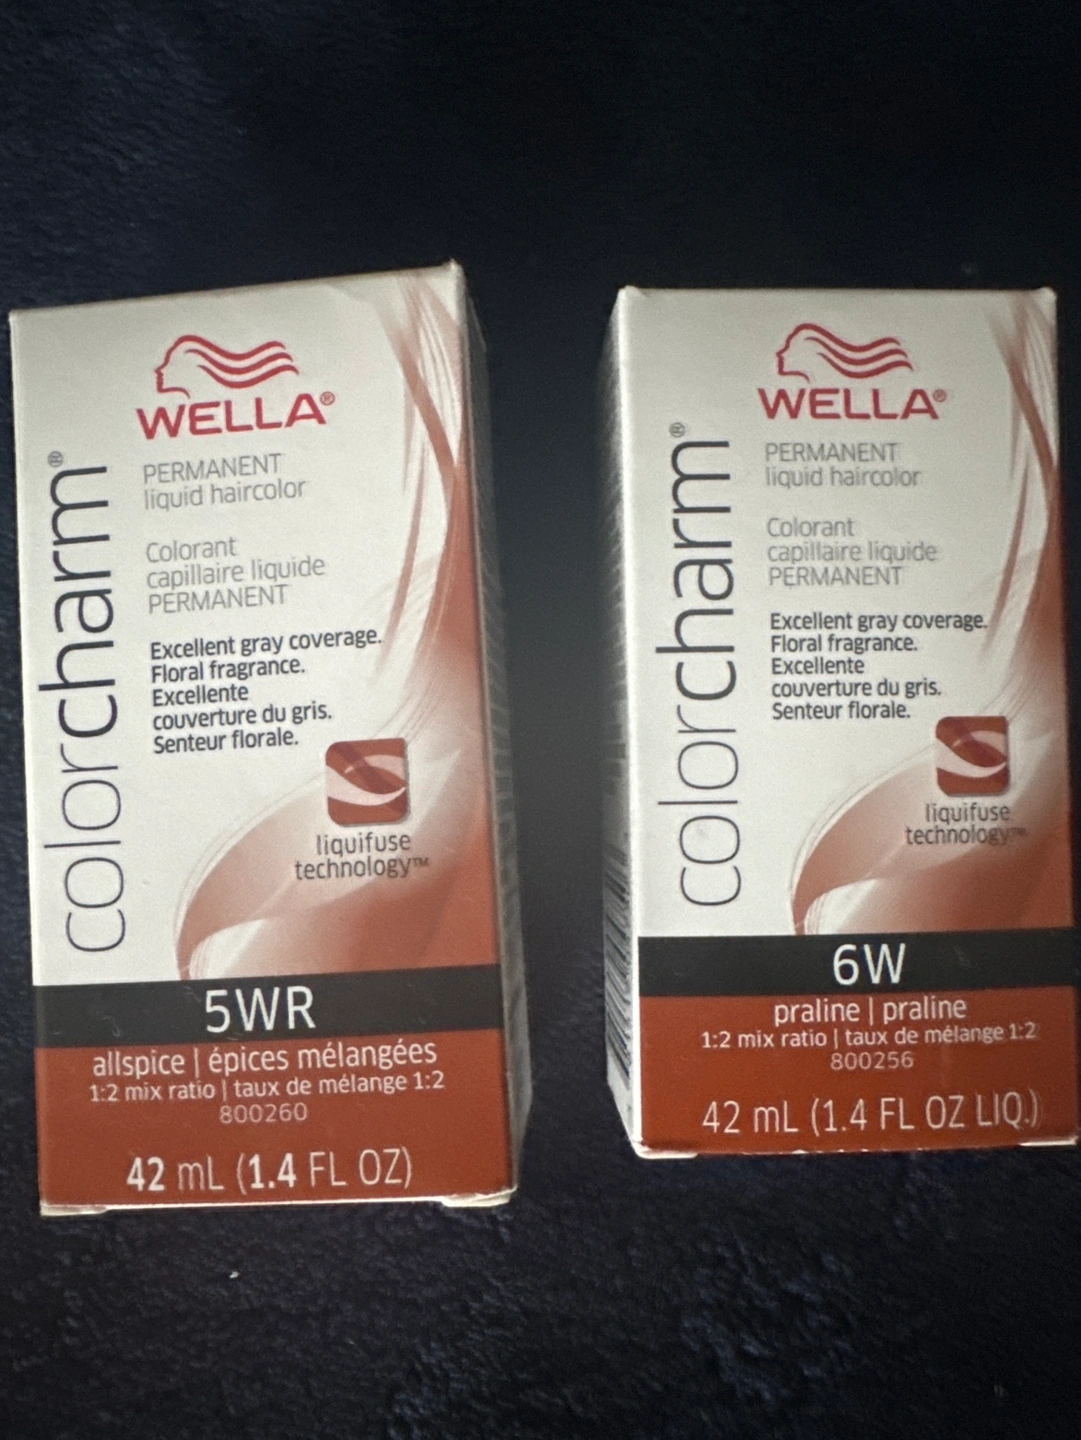 WELLA®
colorcharm®
PERMANENT
liquid haircolor
Colorant
capillaire liquide
PERMANENT
Excellent gray coverage.
Floral fragrance.
Excellente
couverture du gris.
Senteur florale.
liquifuse
technology™
5WR
allspice | épices mélangées
1:2 mix ratio | taux de mélange 1:2
800260
42 mL (1.4 FL OZ)
WELLA®
colorcharm®
PERMANENT
liquid haircolor
Colorant
capillaire liquide
PERMANENT
Excellent gray coverage.
Floral fragrance.
Excellente
couverture du gris.
Senteur florale.
liquifuse
technology™
6W
praline | praline
1:2 mix ratio | taux de mélange 1:2
800256
42 mL (1.4 FL OZ LIQ.)